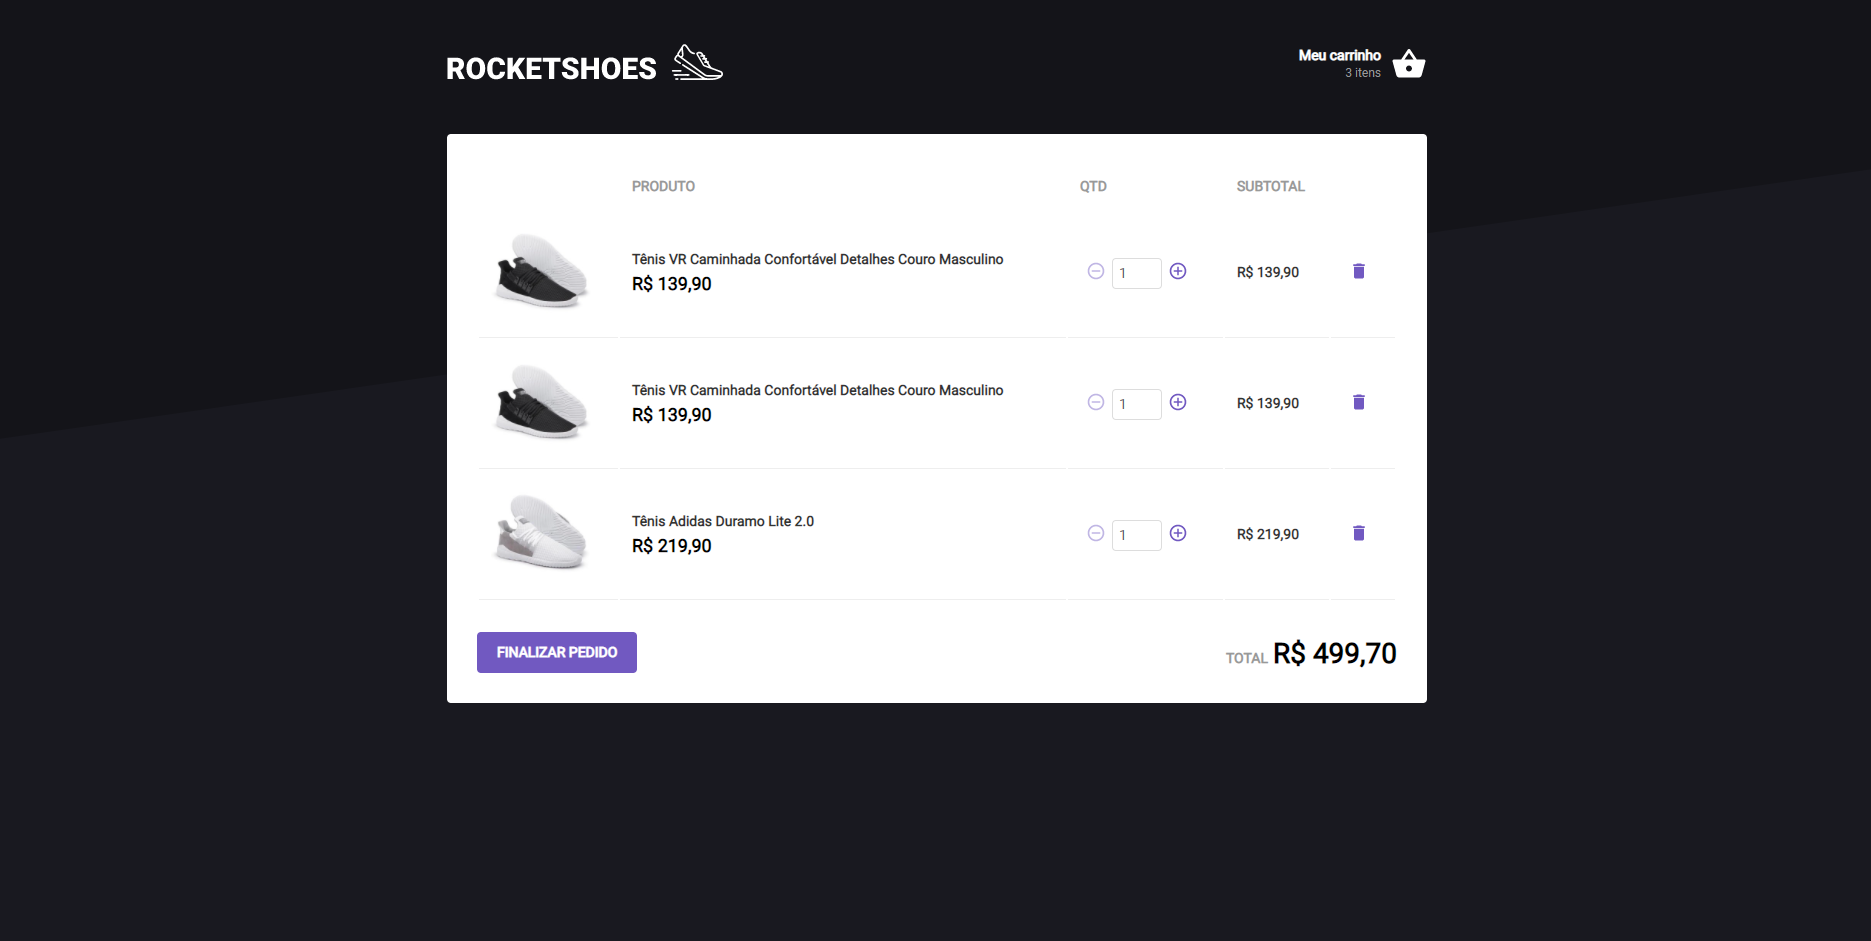 ROCKETSHOES
Meu carrinho
3 itens
PRODUTO QTD SUBTOTAL
Tênis VR Caminhada Confortável Detalhes Couro Masculino
R$ 139,90
1
R$ 139,90
Tênis VR Caminhada Confortável Detalhes Couro Masculino
R$ 139,90
1
R$ 139,90
Tênis Adidas Duramo Lite 2.0
R$ 219,90
1
R$ 219,90
FINALIZAR PEDIDO
TOTAL R$ 499,70